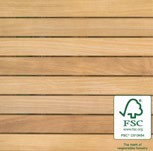 FSC
www.fsc.org
The mark of
responsible forestry